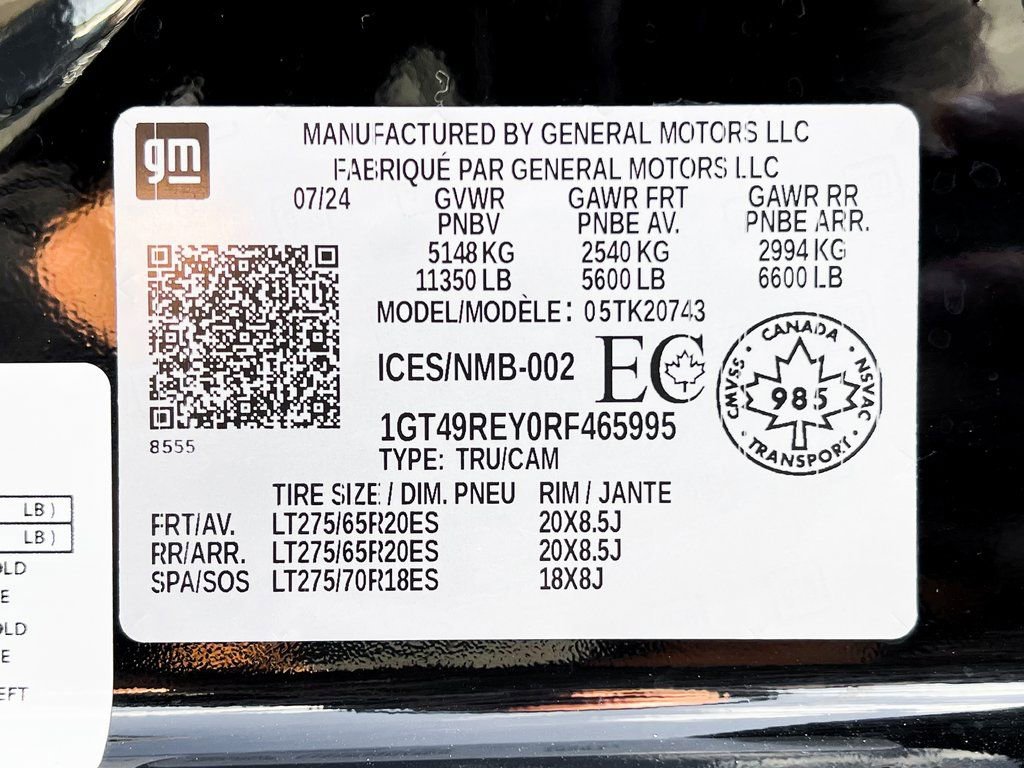 gm
MANUFACTURED BY GENERAL MOTORS LLC
FABRIQUÉ PAR GENERAL MOTORS LLC
07/24 GVWR GAWR FRT GAWR RR
PNBV PNBE AV. PNBE ARR.
5148 KG 2540 KG 2994 KG
11350 LB 5600 LB 6600 LB
MODEL/MODÈLE: 05TK20743
ICES/NMB-002 EC
CANADA
CMVSS · NSVAC
985
TRANSPORT
1GT49REY0RF465995
8555
TYPE: TRU/CAM
TIRE SIZE / DIM. PNEU RIM / JANTE
FRT/AV. LT275/65R20ES 20X8.5J
RR/ARR. LT275/65R20ES 20X8.5J
SPA/SOS LT275/70R18ES 18X8J
LB )
LB )
OLD
E
OLD
E
EFT